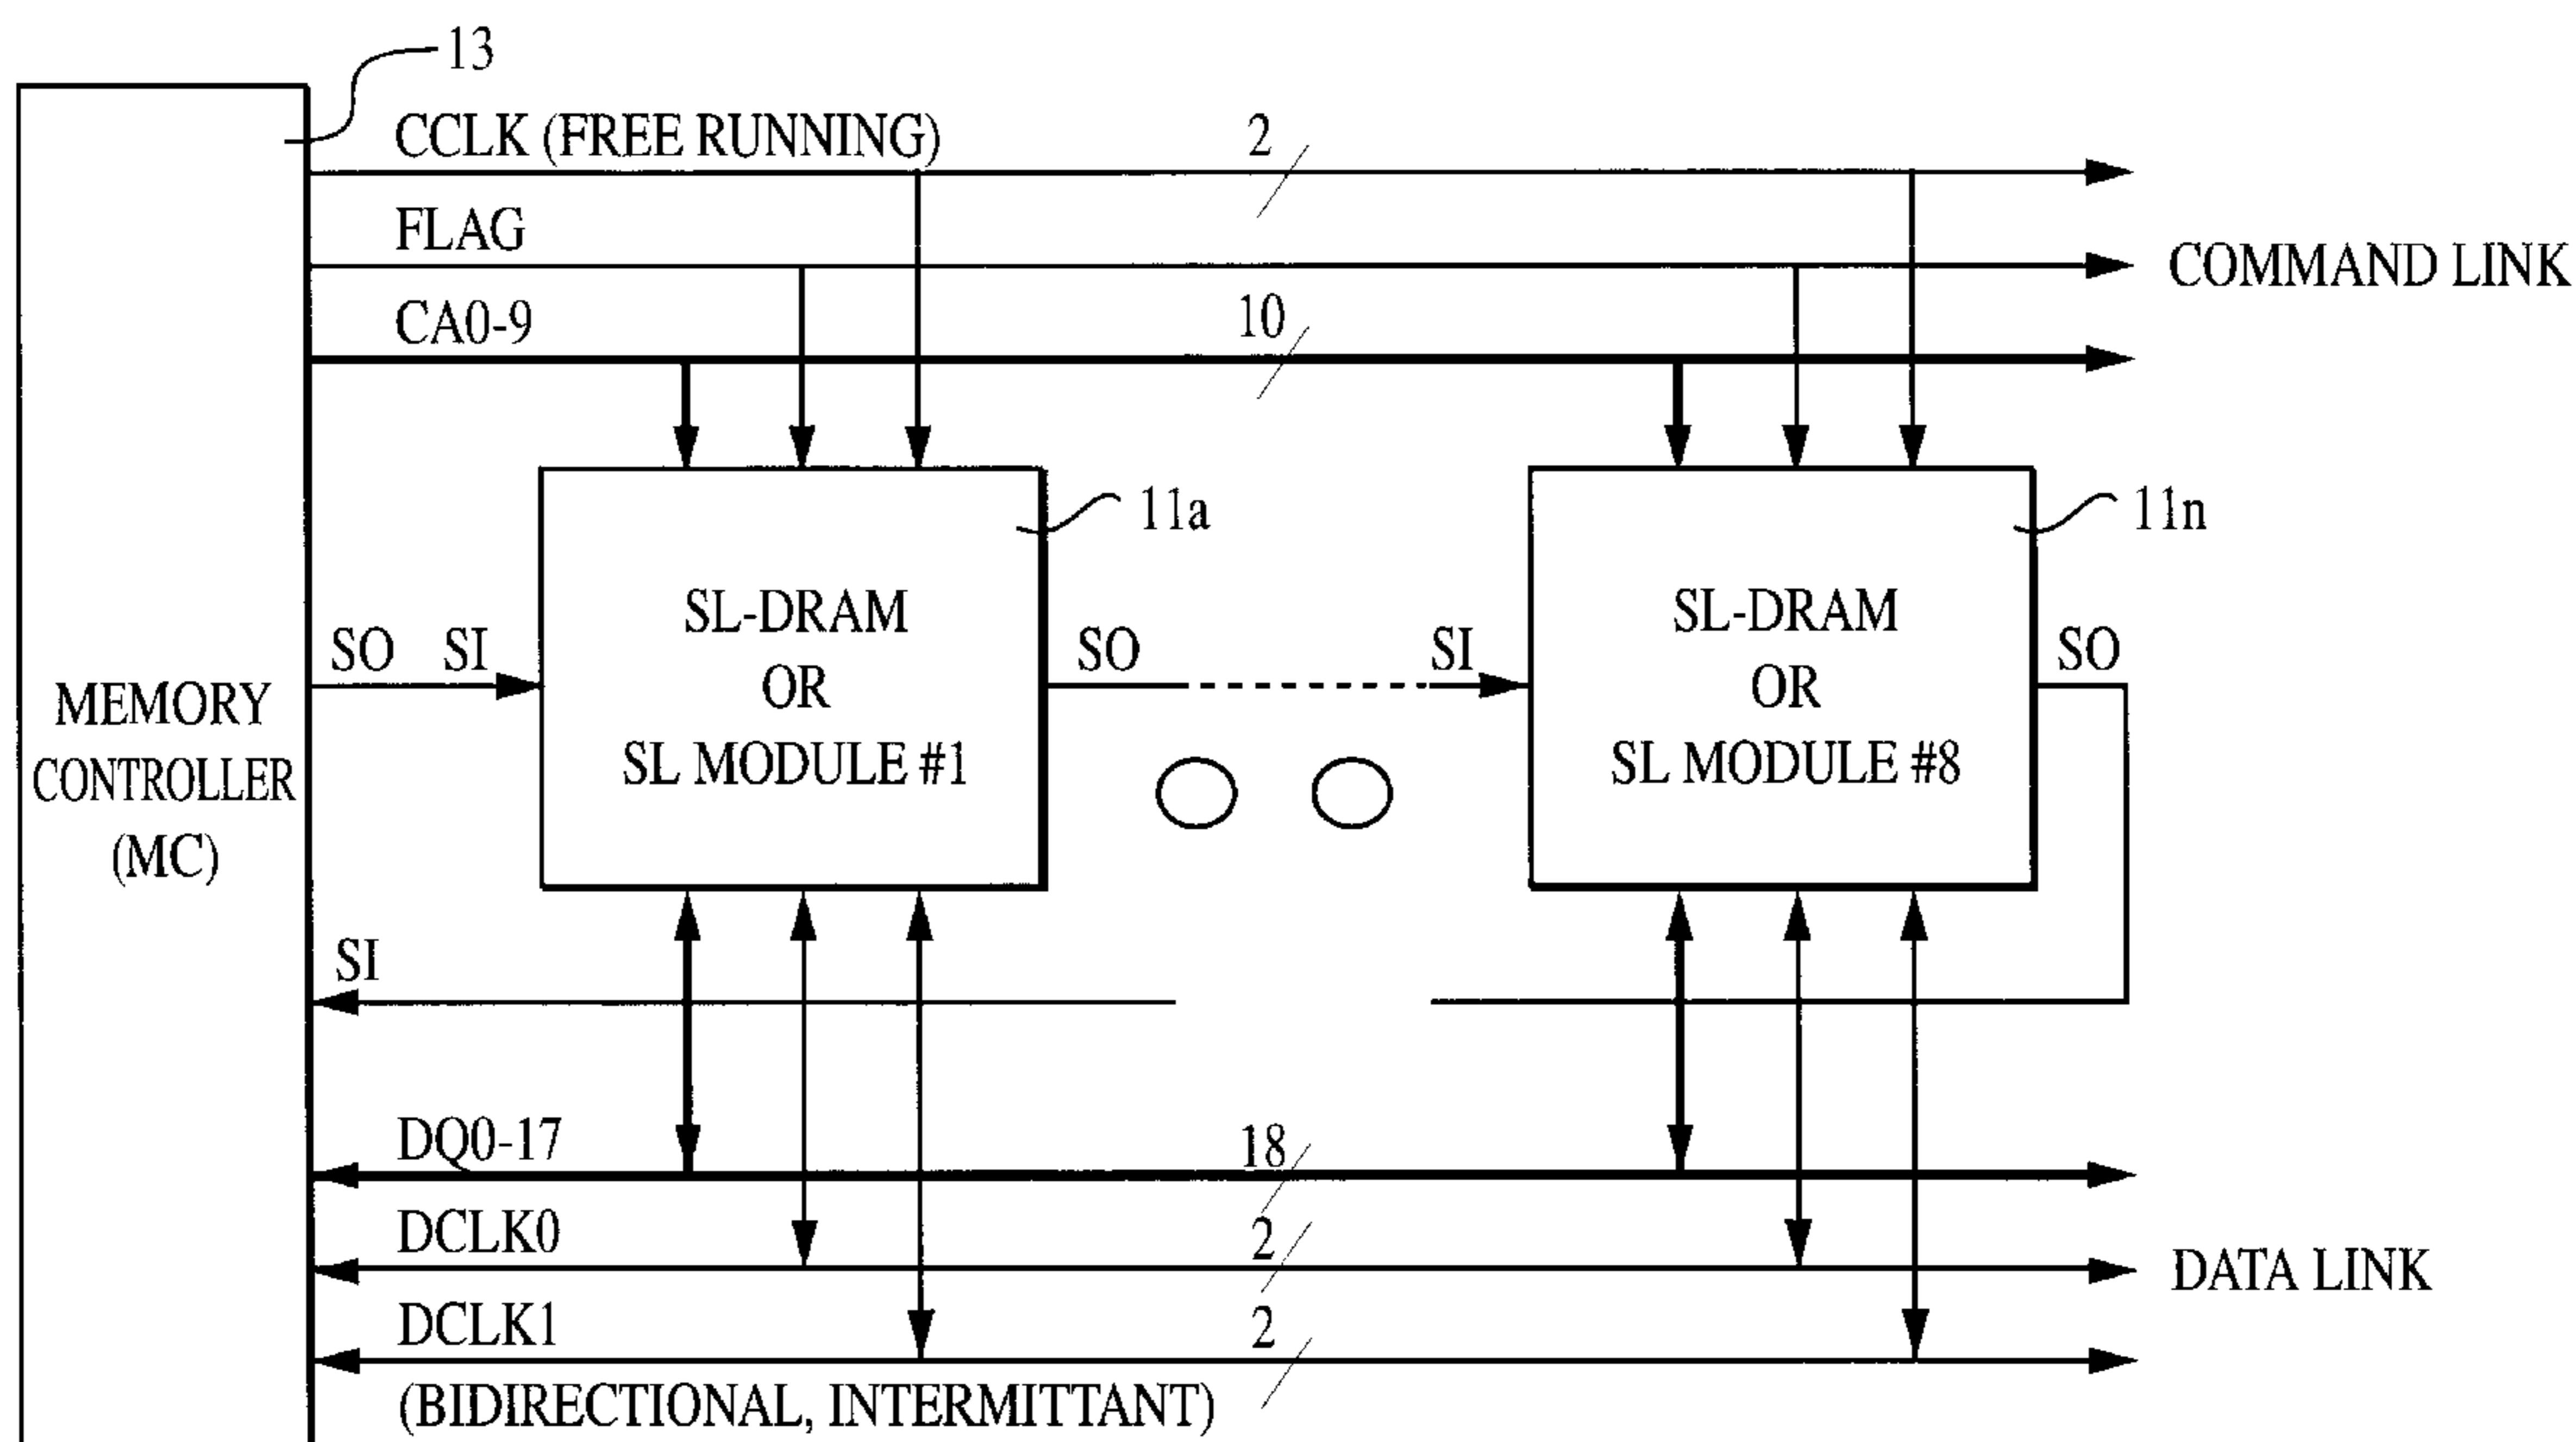 13
CCLK (FREE RUNNING)
2
FLAG
COMMAND LINK
CA0-9
10
11a
11n
SL-DRAM
OR
SL MODULE #1
SL-DRAM
OR
SL MODULE #8
SO
SI
SO
SI
SO
MEMORY
CONTROLLER
(MC)
SI
DQ0-17
18
DCLK0
2
DATA LINK
DCLK1
2
(BIDIRECTIONAL, INTERMITTANT)